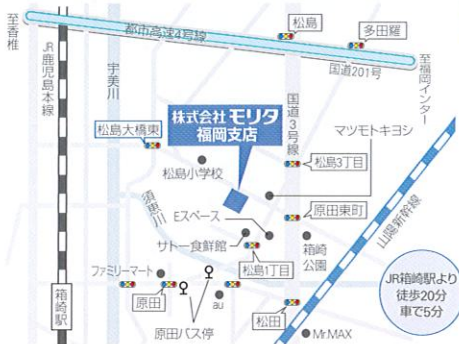 至香椎
都市高速4号線
松島
多田羅
至福岡インター
国道201号
JR鹿児島本線
宇美川
株式会社 モリタ
福岡支店
国道3号線
マツモトキヨシ
松島大橋東
松島小学校
松島3丁目
須恵川
原田東町
Eスペース
サトー食鮮館
箱崎
公園
山陽新幹線
松島1丁目
ファミリーマート
箱崎駅
原田
au
原田バス停
松田
Mr.MAX
JR箱崎駅より
徒歩20分
車で5分